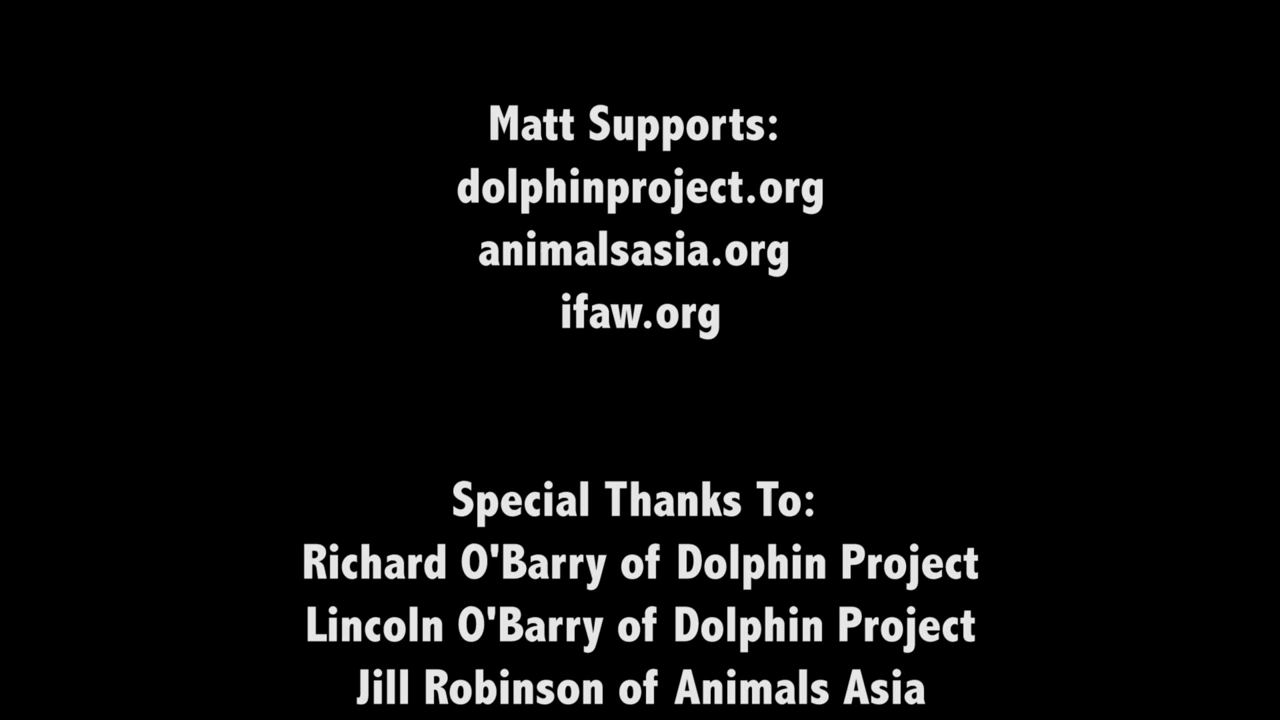 Matt Supports:
dolphinproject.org
animalsasia.org
ifaw.org
Special Thanks To:
Richard O'Barry of Dolphin Project
Lincoln O'Barry of Dolphin Project
Jill Robinson of Animals Asia